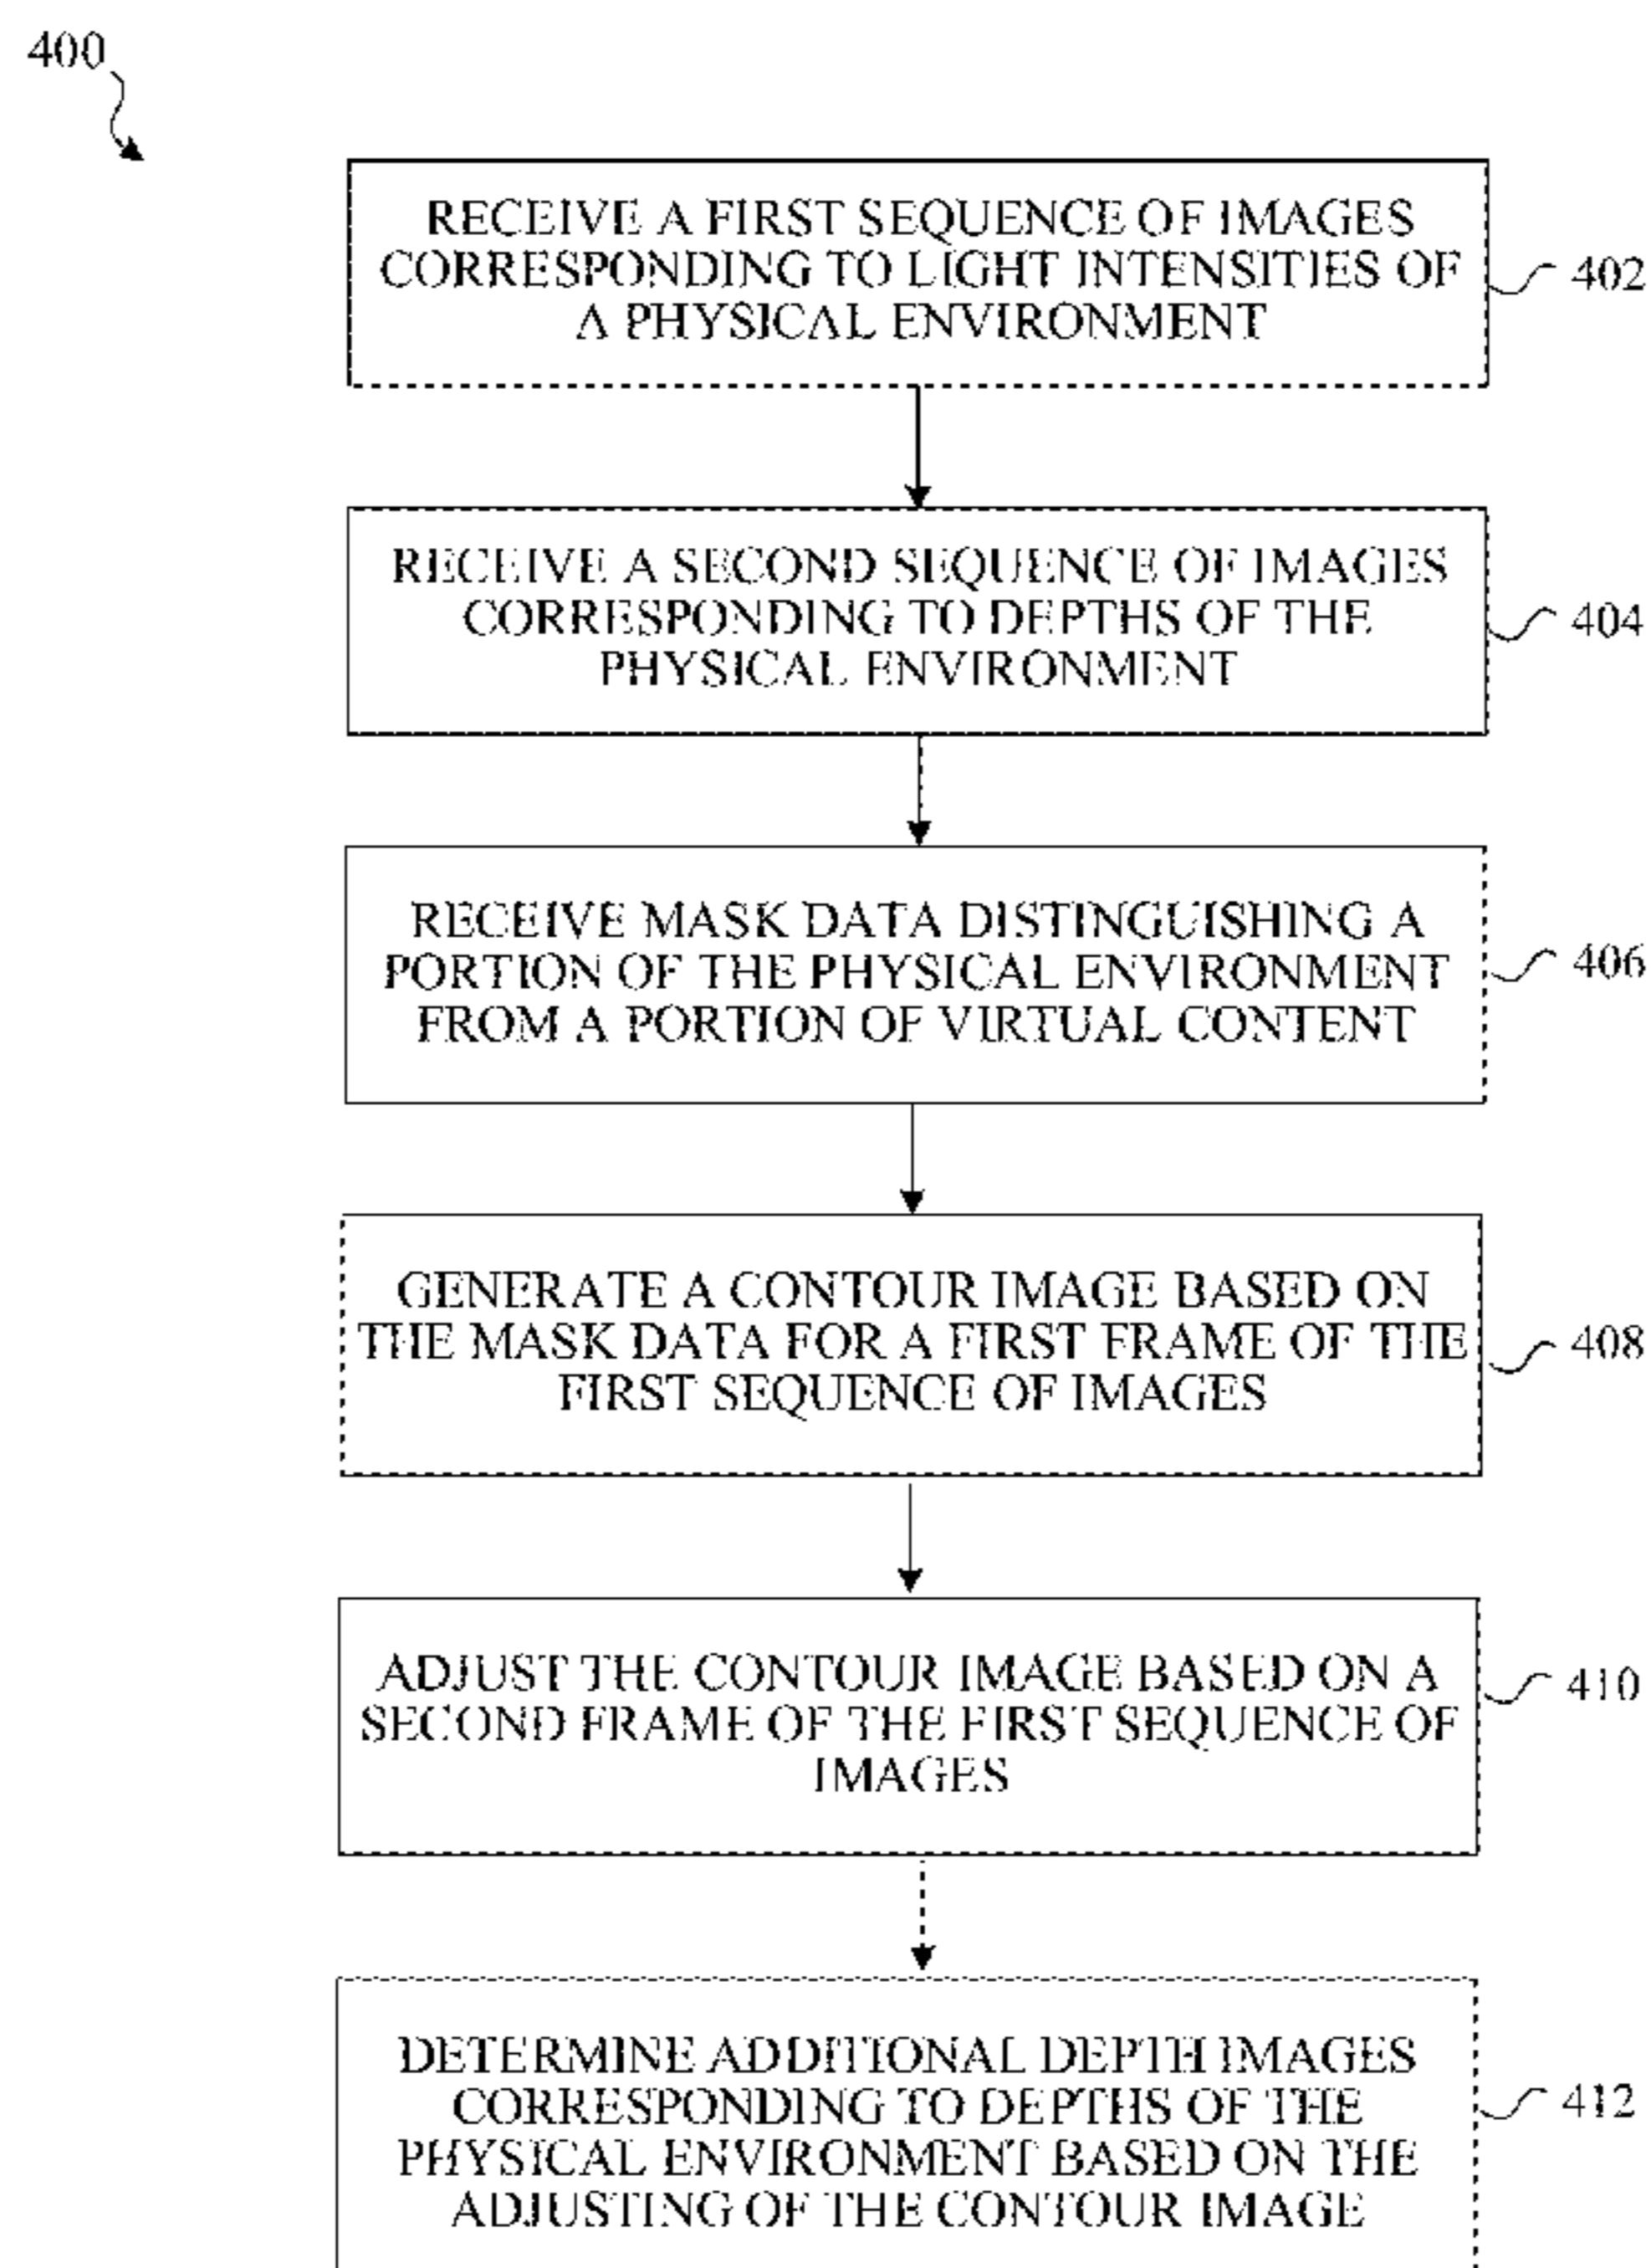 400
RECEIVE A FIRST SEQUENCE OF IMAGES
CORRESPONDING TO LIGHT INTENSITIES OF
A PHYSICAL ENVIRONMENT
402
RECEIVE A SECOND SEQUENCE OF IMAGES
CORRESPONDING TO DEPTHS OF THE
PHYSICAL ENVIRONMENT
404
RECEIVE MASK DATA DISTINGUISHING A
PORTION OF THE PHYSICAL ENVIRONMENT
FROM A PORTION OF VIRTUAL CONTENT
406
GENERATE A CONTOUR IMAGE BASED ON
THE MASK DATA FOR A FIRST FRAME OF THE
FIRST SEQUENCE OF IMAGES
408
ADJUST THE CONTOUR IMAGE BASED ON A
SECOND FRAME OF THE FIRST SEQUENCE OF
IMAGES
410
DETERMINE ADDITIONAL DEPTH IMAGES
CORRESPONDING TO DEPTHS OF THE
PHYSICAL ENVIRONMENT BASED ON THE
ADJUSTING OF THE CONTOUR IMAGE
412